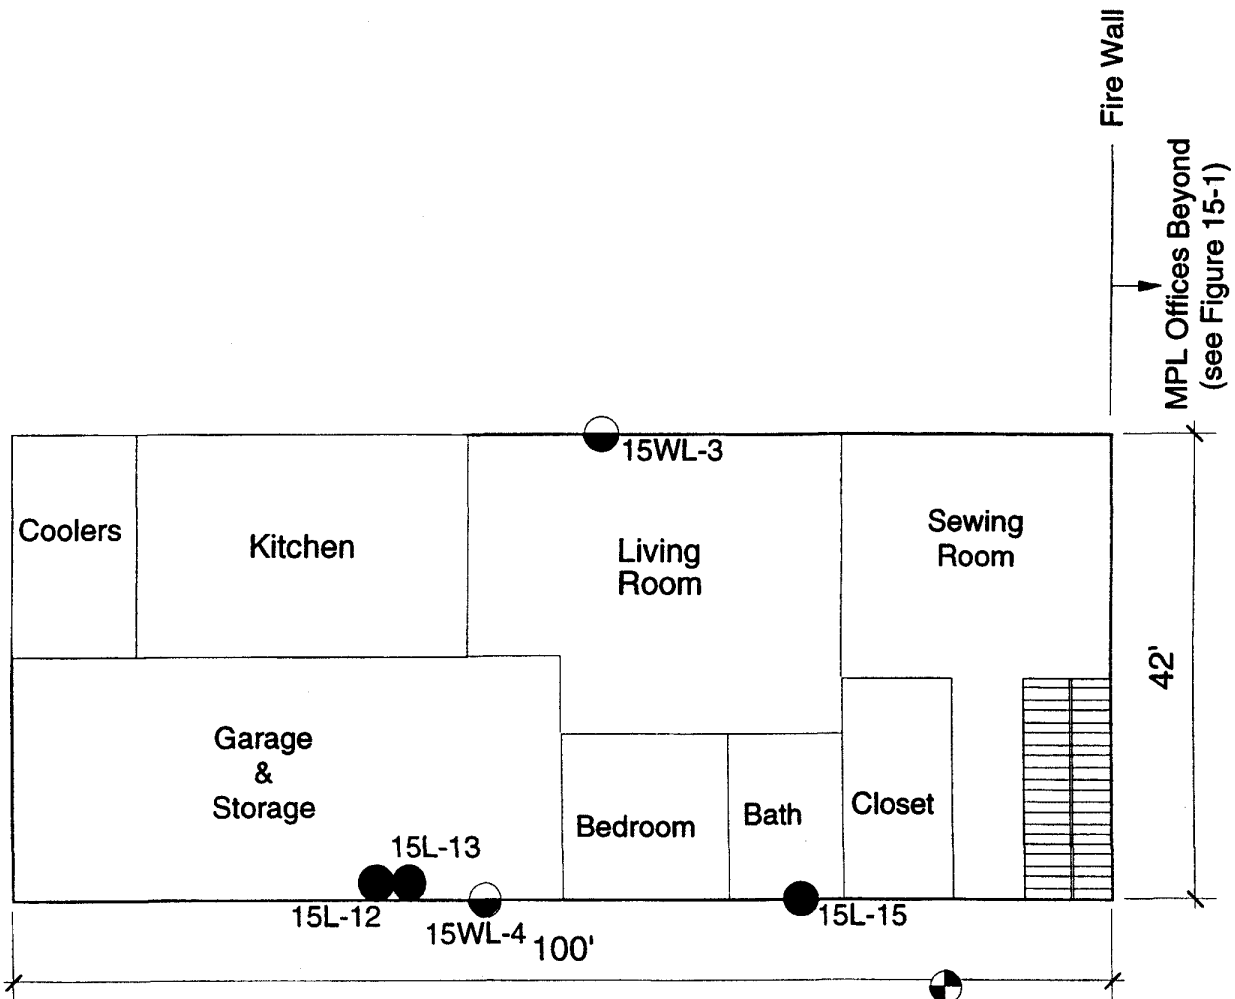 Fire Wall
MPL Offices Beyond
(see Figure 15-1)
15WL-3
Coolers
Kitchen
Living
Room
Sewing
Room
42'
Garage
&
Storage
Bedroom
Bath
Closet
15L-13
15L-12
15WL-4
100'
15L-15